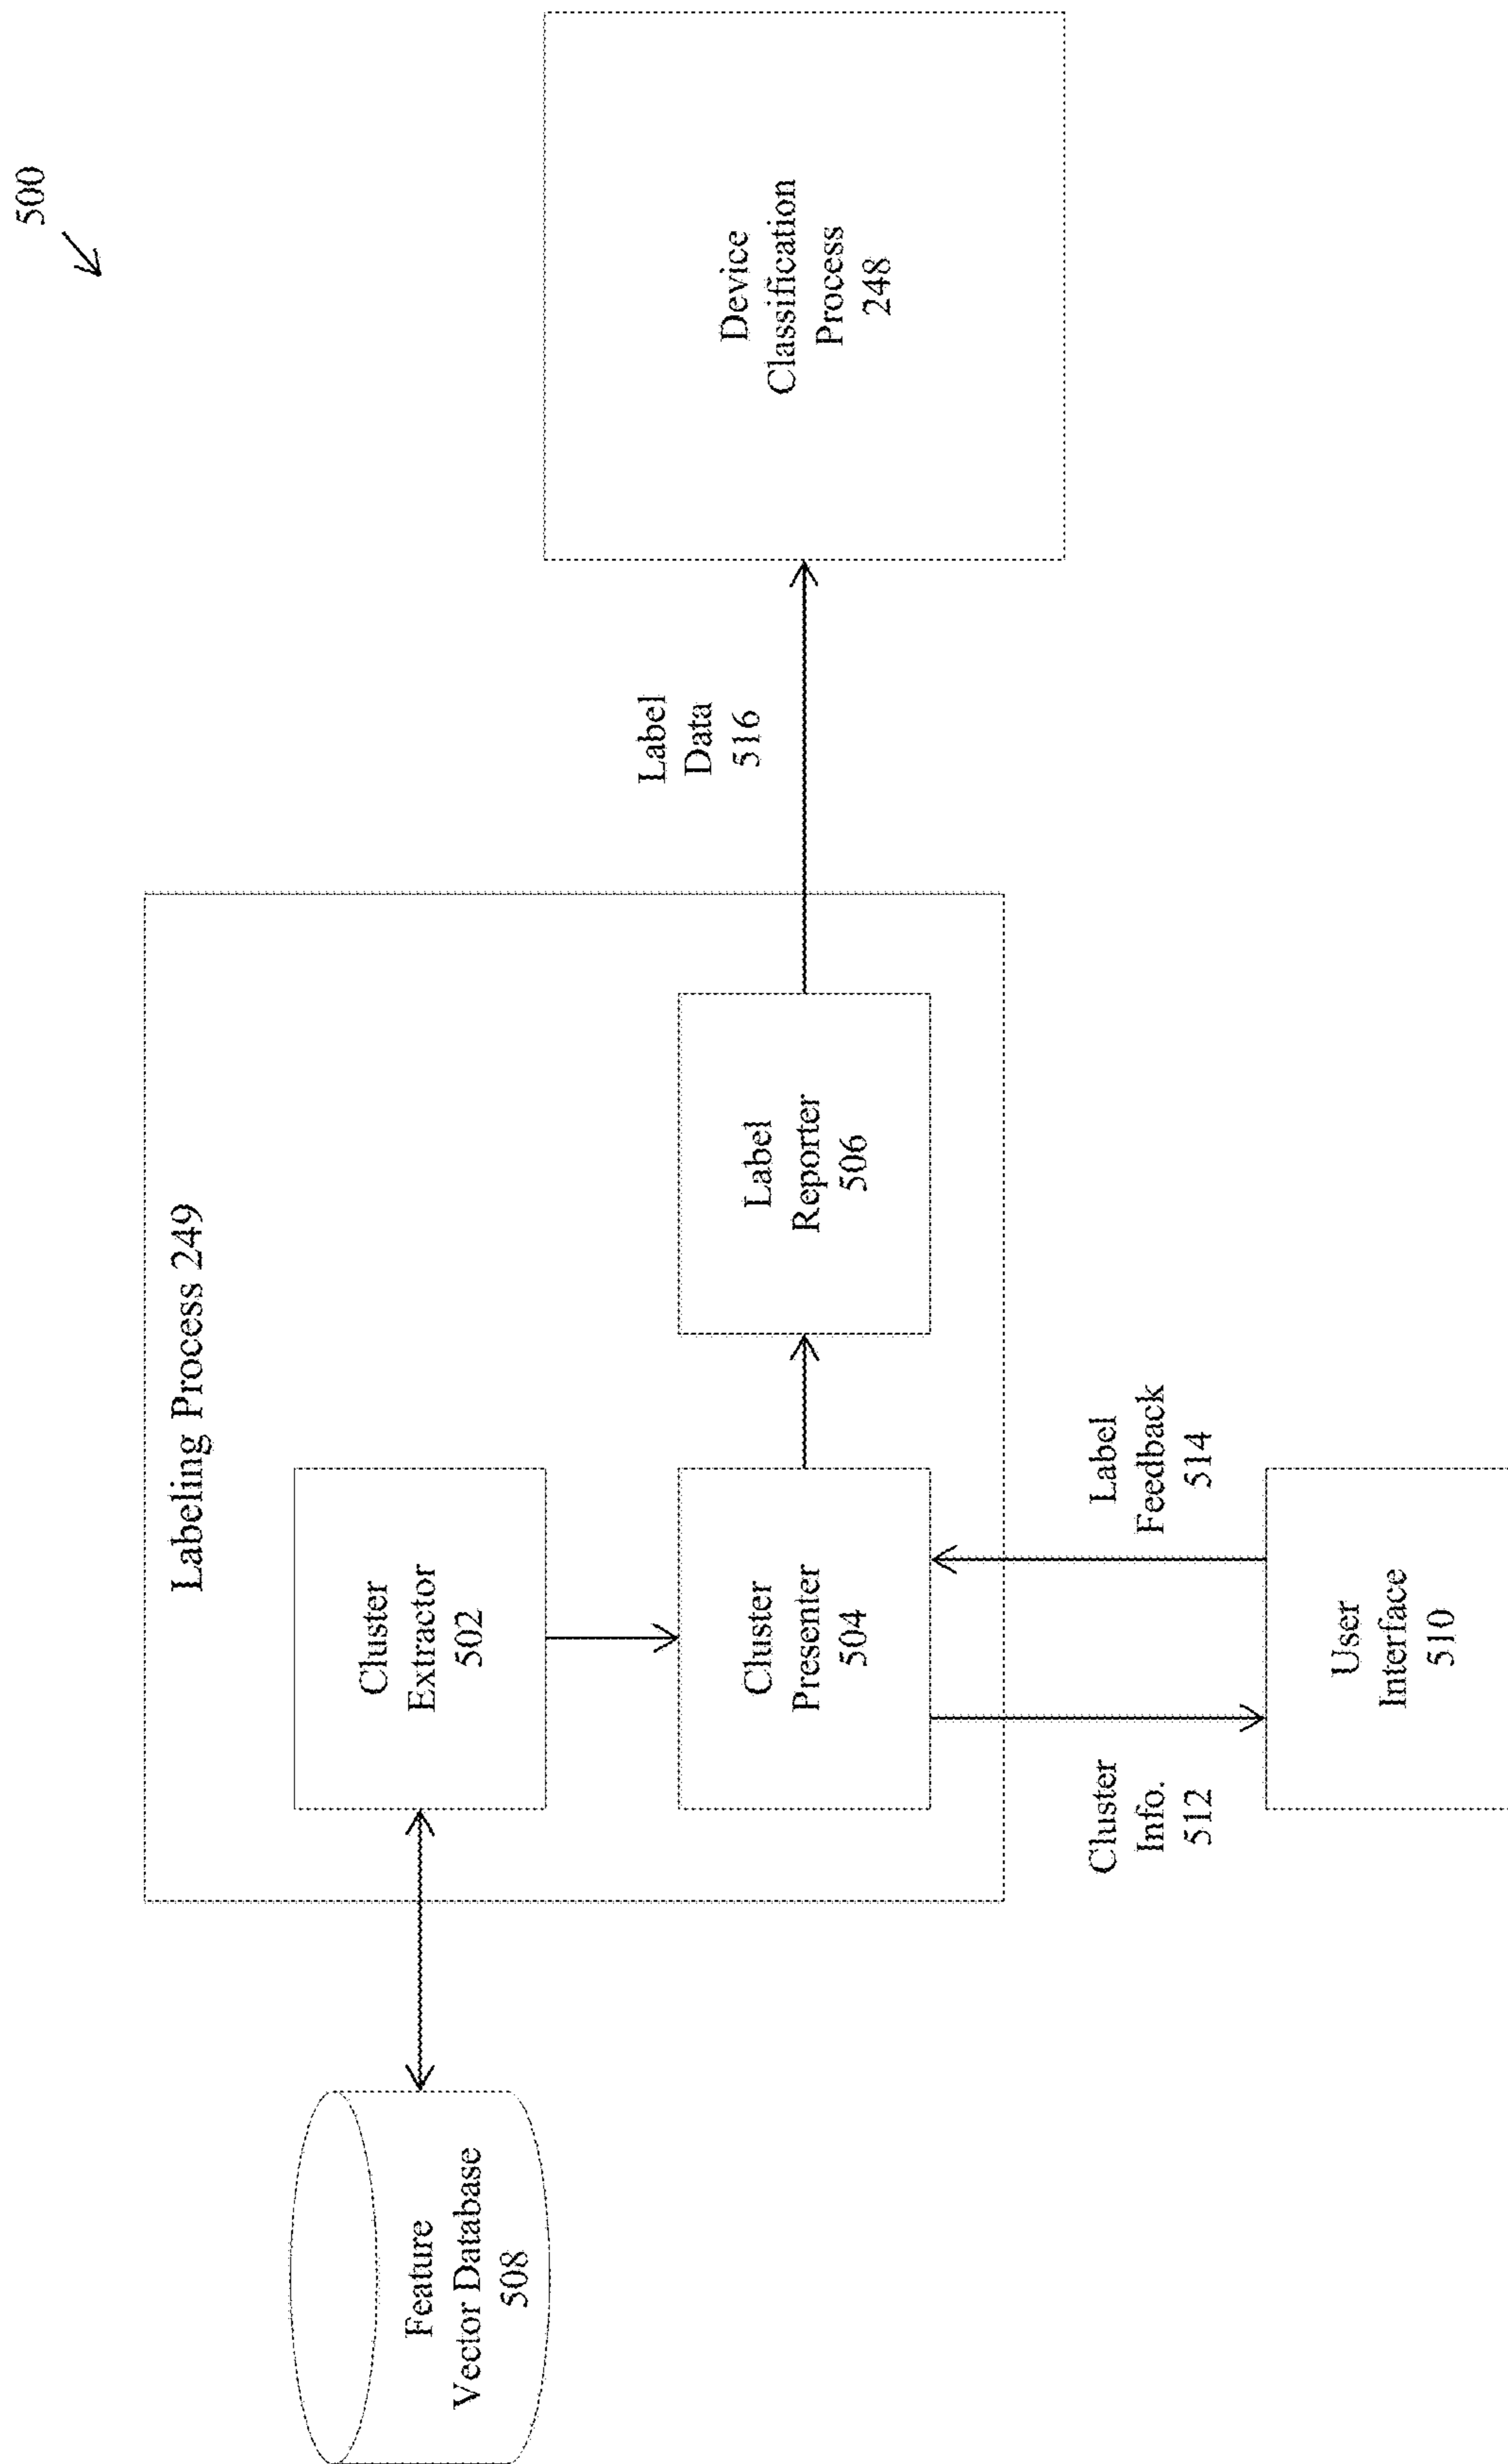 500
Labeling Process 249
Feature
Vector Database
508
Cluster
Extractor
502
Cluster
Presenter
504
Label
Reporter
506
Label
Data
516
Device
Classification
Process
248
Cluster
Info.
512
Label
Feedback
514
User
Interface
510